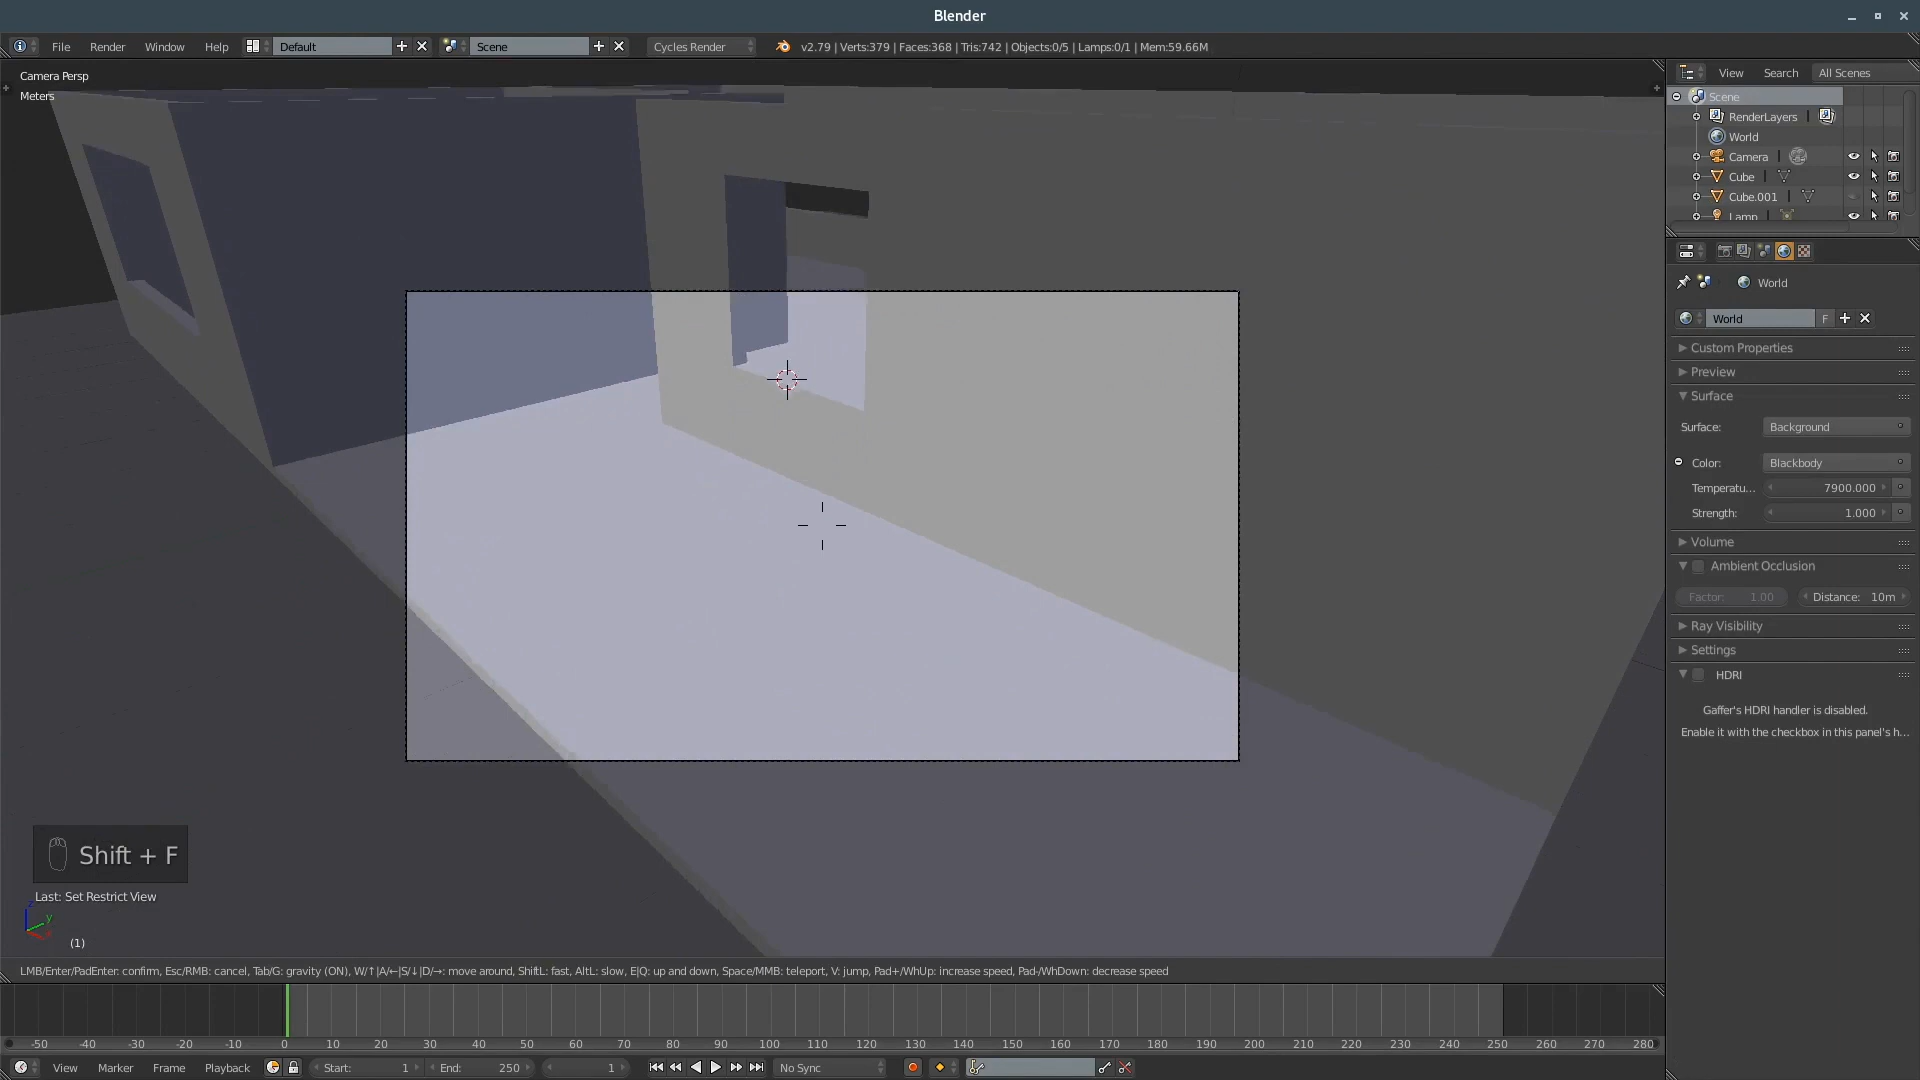 Blender
File Render Window Help Default Scene Cycles Render v2.79 | Verts:379 | Faces:368 | Tris:742 | Objects:0/5 | Lamps:0/1 | Mem:59.66M
Camera Persp
Meters
View Search All Scenes
Scene
RenderLayers
World
Camera
Cube
Cube.001
Lamp
World
World F
Custom Properties
Preview
Surface
Surface: Background
Color: Blackbody
Temperatu... 7900.000
Strength: 1.000
Volume
Ambient Occlusion
Factor: 1.00 Distance: 10m
Ray Visibility
Settings
HDRI
Gaffer's HDRI handler is disabled.
Enable it with the checkbox in this panel's h...
Shift + F
Last: Set Restrict View
z
y
(1)
LMB/Enter/PadEnter: confirm, Esc/RMB: cancel, Tab/G: gravity (ON), W/↑|A/←|S/↓|D/→: move around, ShiftL: fast, AltL: slow, E|Q: up and down, Space/MMB: teleport, V: jump, Pad+/WhUp: increase speed, Pad-/WhDown: decrease speed
-50 -40 -30 -20 -10 0 10 20 30 40 50 60 70 80 90 100 110 120 130 140 150 160 170 180 190 200 210 220 230 240 250 260 270 280
View Marker Frame Playback Start: 1 End: 250 1 No Sync